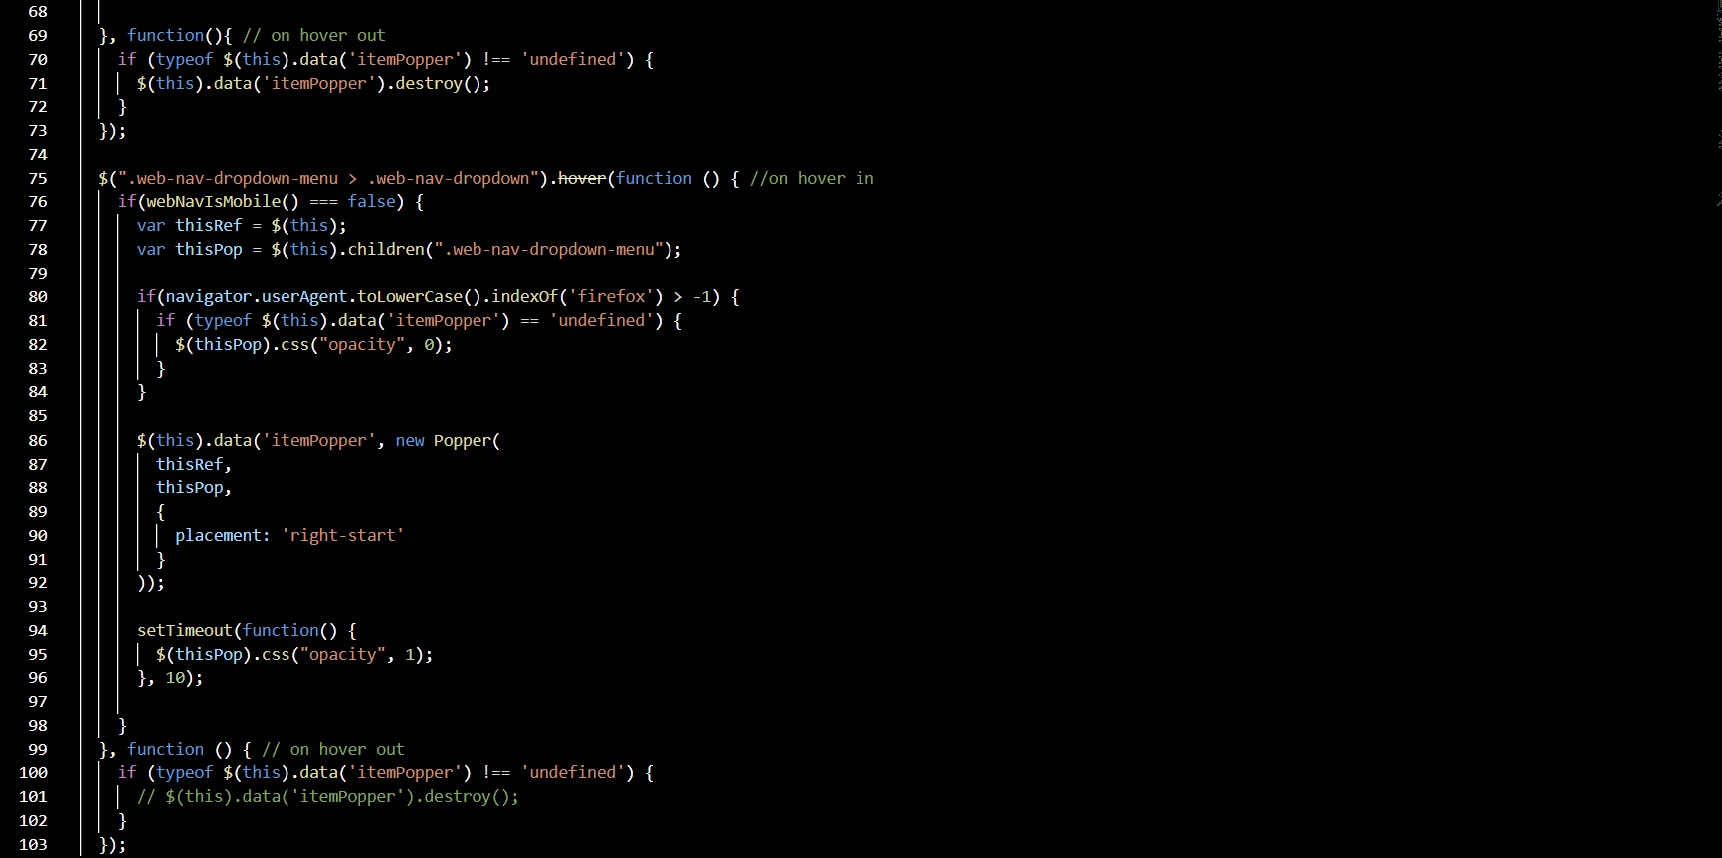 68
69 }, function(){ // on hover out
70 if (typeof $(this).data('itemPopper') !== 'undefined') {
71 $(this).data('itemPopper').destroy();
72 }
73 });
74
75 $(".web-nav-dropdown-menu > .web-nav-dropdown").hover(function () { //on hover in
76 if(webNavIsMobile() === false) {
77 var thisRef = $(this);
78 var thisPop = $(this).children(".web-nav-dropdown-menu");
79
80 if(navigator.userAgent.toLowerCase().indexOf('firefox') > -1) {
81 if (typeof $(this).data('itemPopper') == 'undefined') {
82 $(thisPop).css("opacity", 0);
83 }
84 }
85
86 $(this).data('itemPopper', new Popper(
87 thisRef,
88 thisPop,
89 {
90 placement: 'right-start'
91 }
92 ));
93
94 setTimeout(function() {
95 $(thisPop).css("opacity", 1);
96 }, 10);
97
98 }
99 }, function () { // on hover out
100 if (typeof $(this).data('itemPopper') !== 'undefined') {
101 // $(this).data('itemPopper').destroy();
102 }
103 });